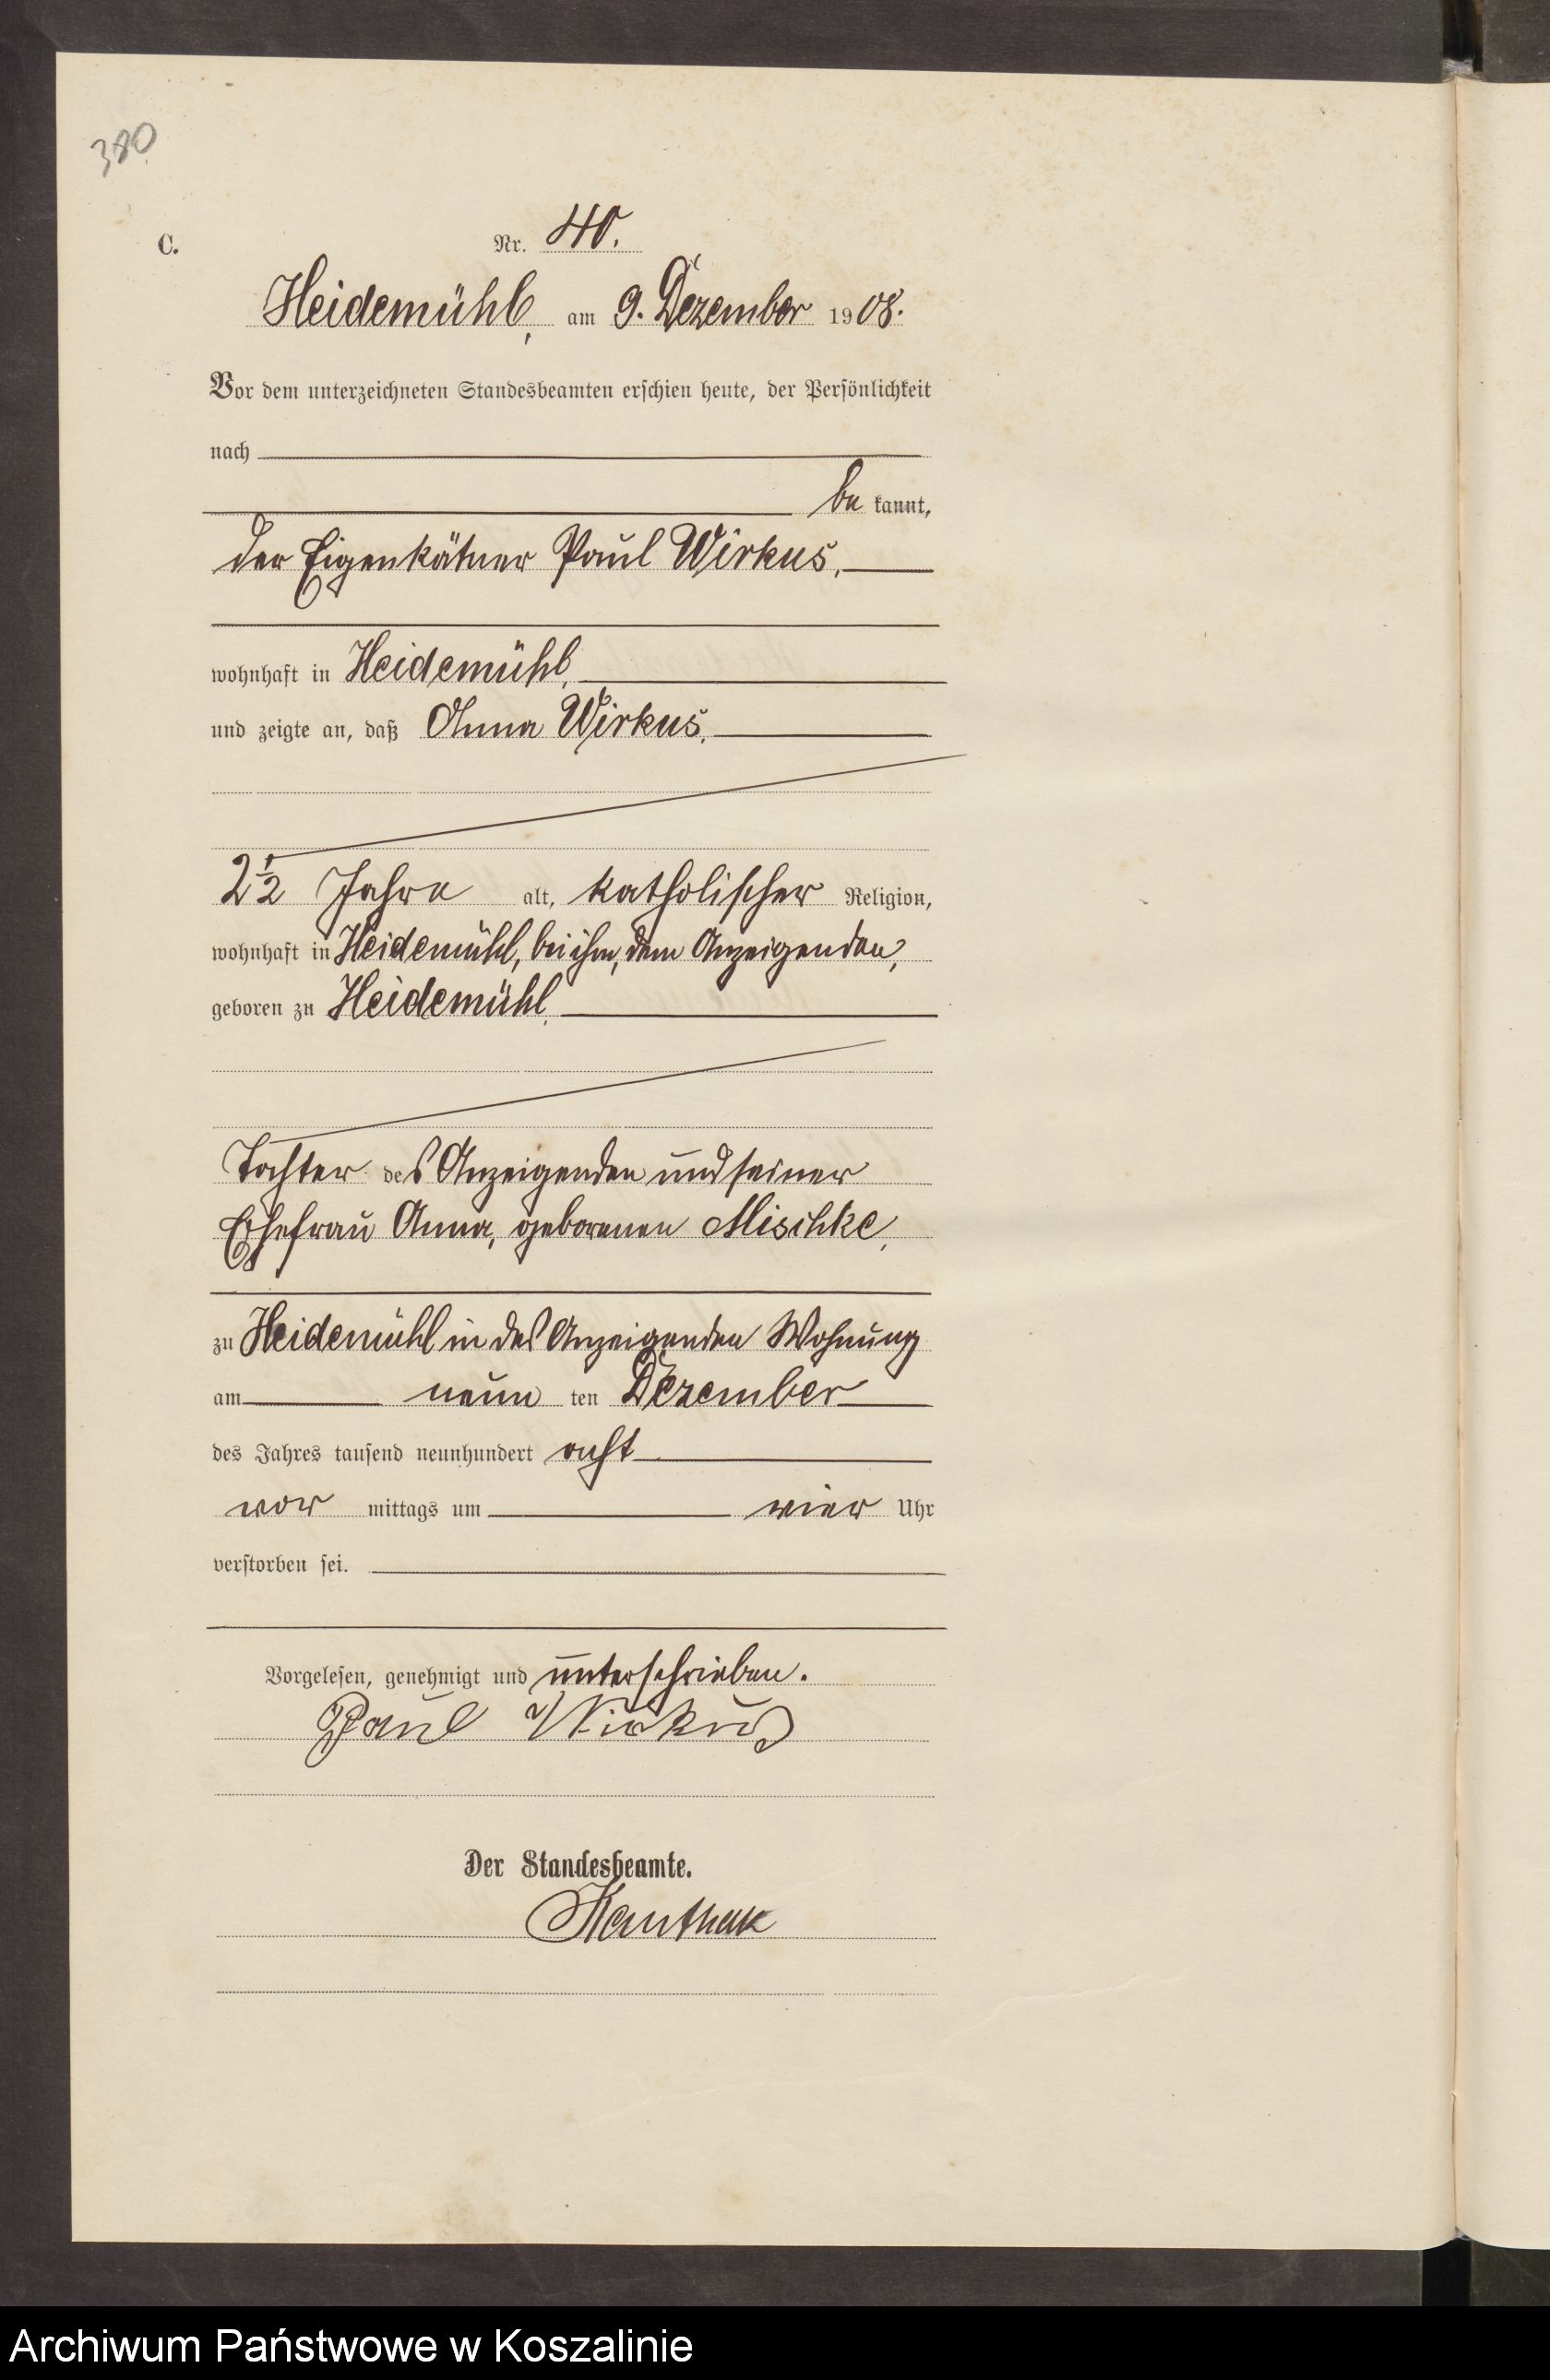 380.
C.
Nr. 40.
Heidemühl, am 9. Dezember 1908.
Vor dem unterzeichneten Standesbeamten erschien heute, der Persönlichkeit
nach
be kannt,
der Eigenkätner Paul Wirkus,
wohnhaft in Heidemühl,
und zeigte an, daß Anna Wirkus,
2 1/2 Jahre alt, katholischer Religion,
wohnhaft in Heidemühl, bei ihm, dem Anzeigenden,
geboren zu Heidemühl,
Tochter des Anzeigenden und seiner
Ehefrau Anna, geborenen Mischke,
zu Heidemühl in des Anzeigenden Wohnung
am neun ten Dezember
des Jahres tausend neunhundert acht
vor mittags um vier Uhr
verstorben sei.
Vorgelesen, genehmigt und unterschrieben.
Paul Wirkus
Der Standesbeamte.
Archiwum Państwowe w Koszalinie